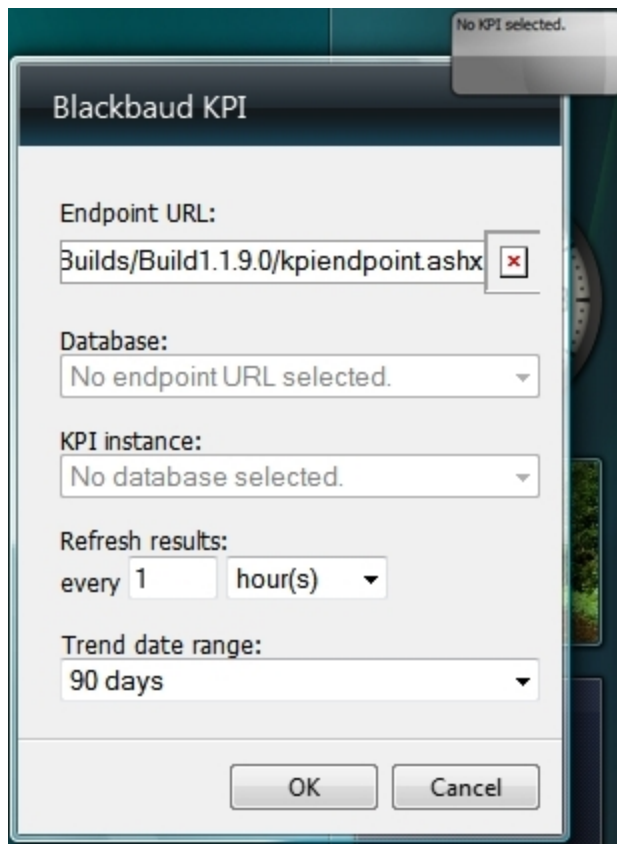 No KPI selected.
Blackbaud KPI
Endpoint URL:
Builds/Build1.1.9.0/kpiendpoint.ashx
Database:
No endpoint URL selected.
KPI instance:
No database selected.
Refresh results:
every 1 hour(s)
Trend date range:
90 days
OK Cancel